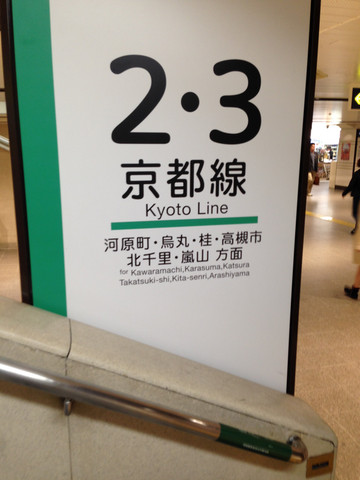 2・3
京都線
Kyoto Line
河原町・烏丸・桂・高槻市
北千里・嵐山 方面
for Kawaramachi,Karasuma,Katsura
Takatsuki-shi,Kita-senri,Arashiyama